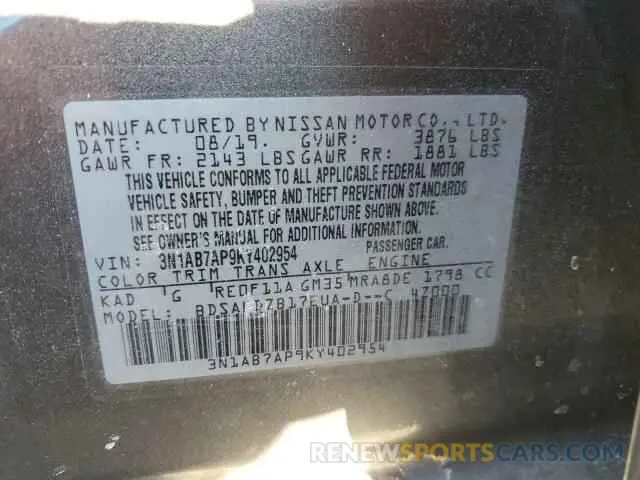 MANUFACTURED BY NISSAN MOTOR CO., LTD.
DATE: 08/19. GVWR: 3876 LBS
GAWR FR: 2143 LBS GAWR RR: 1881 LBS
THIS VEHICLE CONFORMS TO ALL APPLICABLE FEDERAL MOTOR
VEHICLE SAFETY, BUMPER AND THEFT PREVENTION STANDARDS
IN EFFECT ON THE DATE OF MANUFACTURE SHOWN ABOVE.
SEE OWNER'S MANUAL FOR ADDITIONAL INFORMATION.
VIN: 3N1AB7AP9KY402954 PASSENGER CAR.
COLOR TRIM TRANS AXLE ENGINE
KAD G RE0F11A GM35 MRA8DE 1798 CC
MODEL: 47000
3N1AB7AP9KY402954
RENEWSOLDCARS.COM